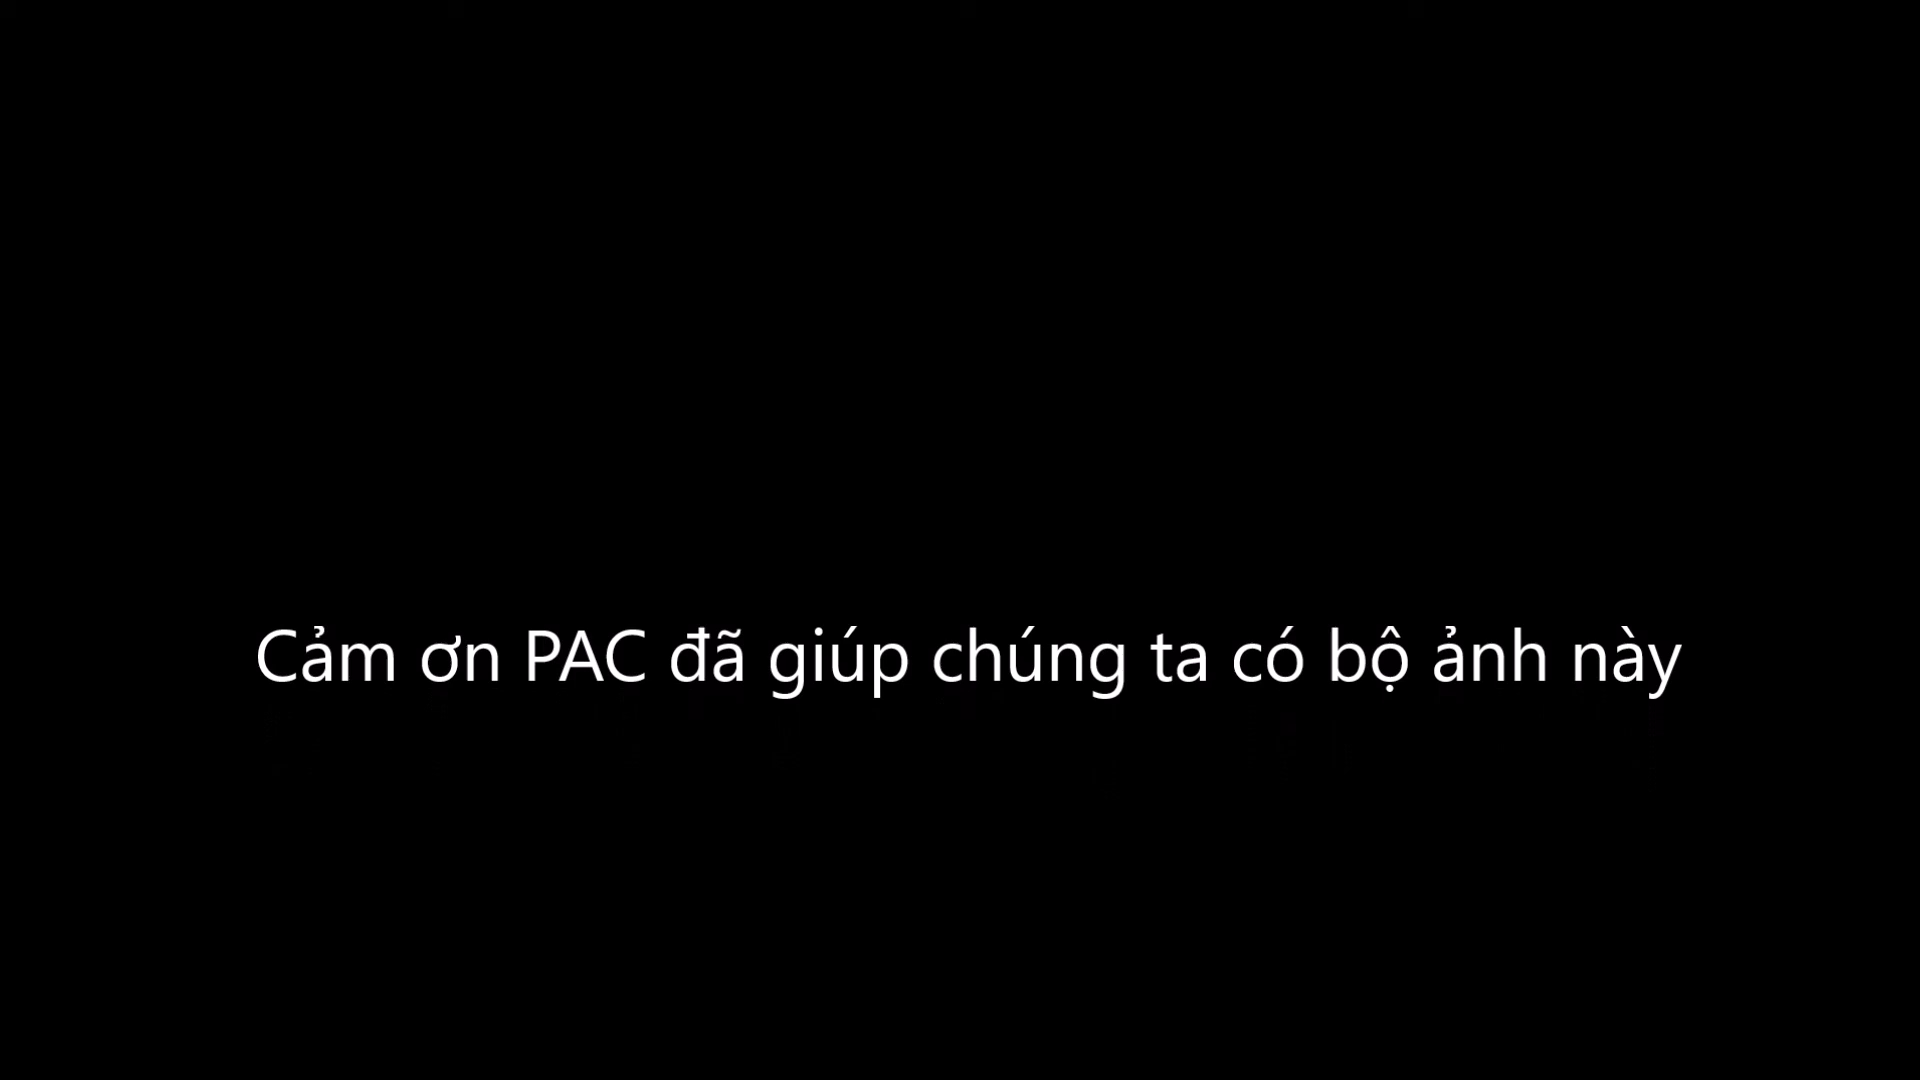 Cảm ơn PAC đã giúp chúng ta có bộ ảnh này